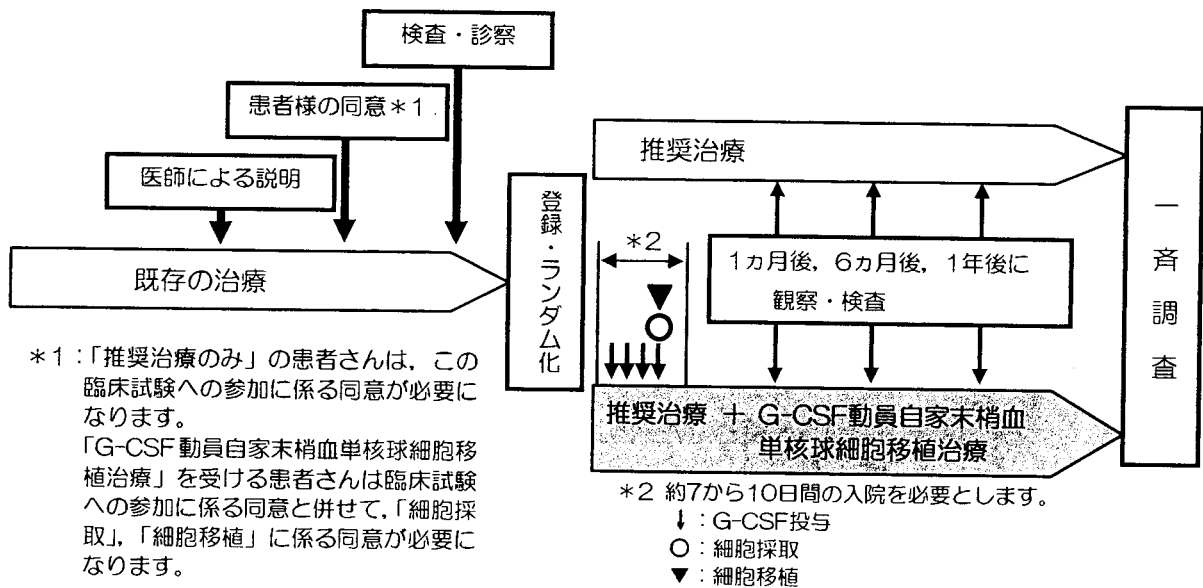 検査・診察
患者様の同意＊1
医師による説明
既存の治療
登録・ランダム化
推奨治療
＊2
1ヵ月後，6ヵ月後，1年後に
観察・検査
推奨治療 ＋ G-CSF動員自家末梢血
単核球細胞移植治療
一斉調査
＊1：「推奨治療のみ」の患者さんは，この
臨床試験への参加に係る同意が必要に
なります。
「G-CSF動員自家末梢血単核球細胞移
植治療」を受ける患者さんは臨床試験
への参加に係る同意と併せて，「細胞採
取」，「細胞移植」に係る同意が必要に
なります。
＊2 約7から10日間の入院を必要とします。
↓：G-CSF投与
○：細胞採取
▼：細胞移植